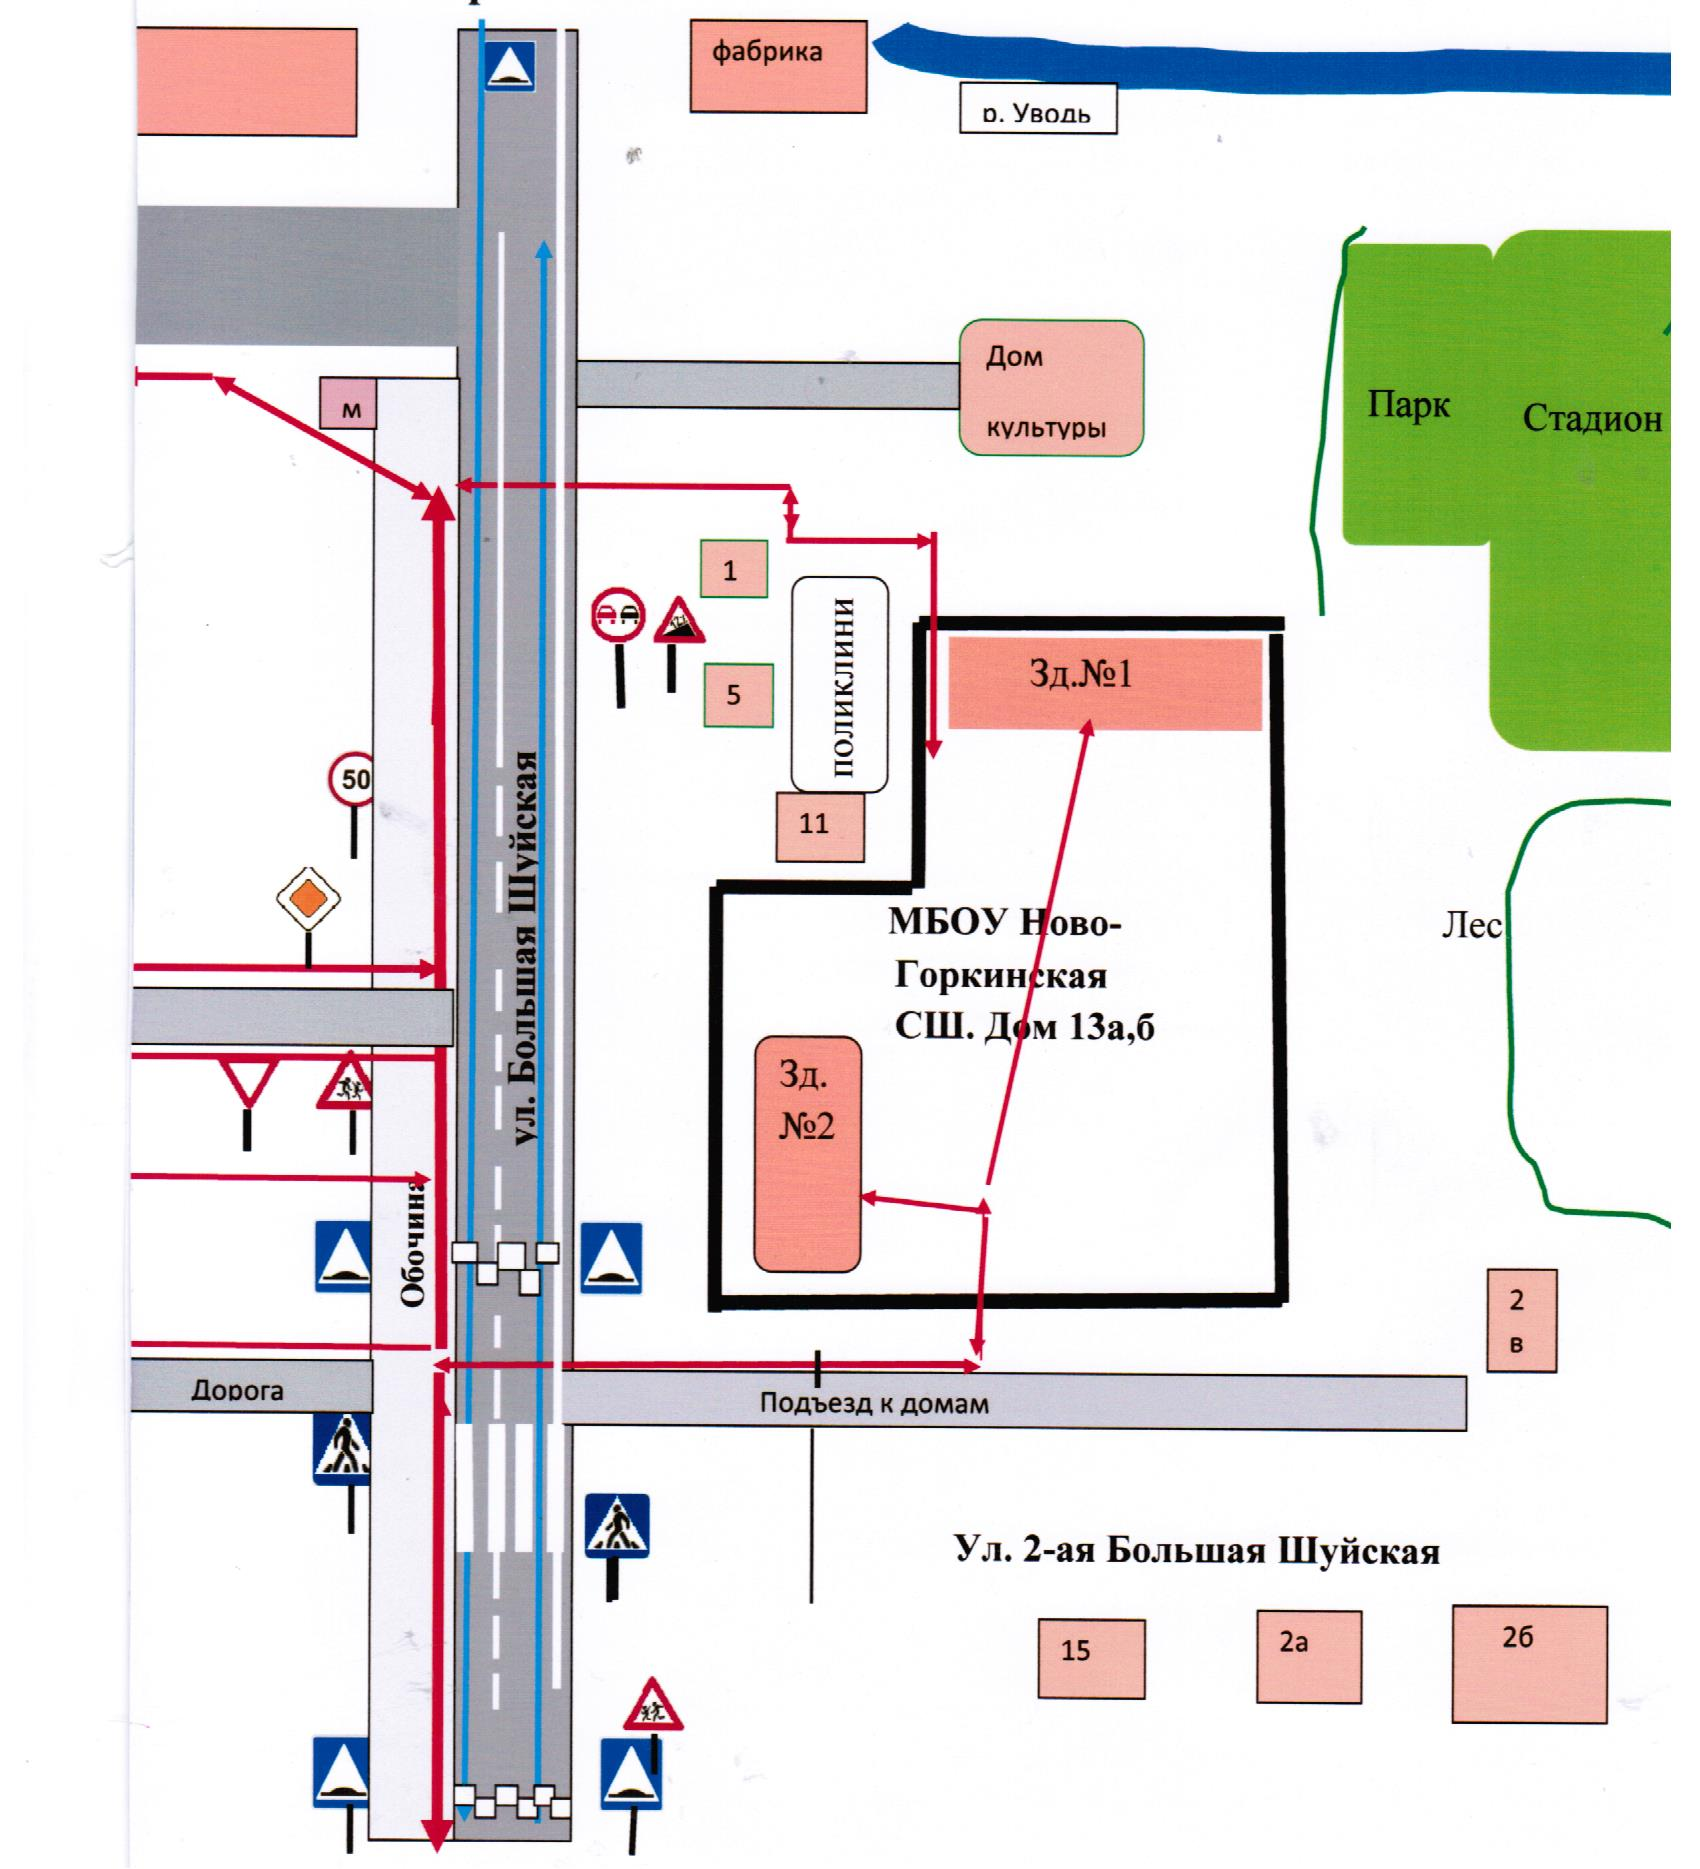 фабрика
р. Уводь
Дом
культуры
м
Парк
Стадион
1
поликлини
12%
Зд.№1
5
50
11
ул. Большая Шуйская
МБОУ Ново-
Горкинская
СШ. Дом 13а,б
Лес
Зд.
№2
Обочина
2
в
Дорога
Подъезд к домам
Ул. 2-ая Большая Шуйская
15
2а
2б